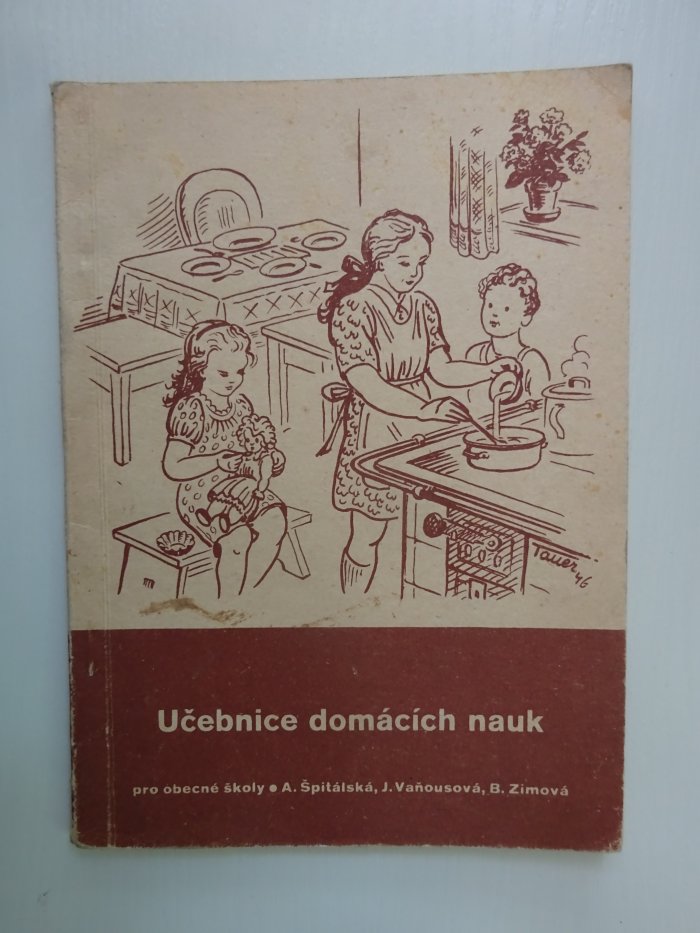 Tauer 46
Učebnice domácích nauk
pro obecné školy ● A. Špitálská, J. Vaňousová, B. Zimová